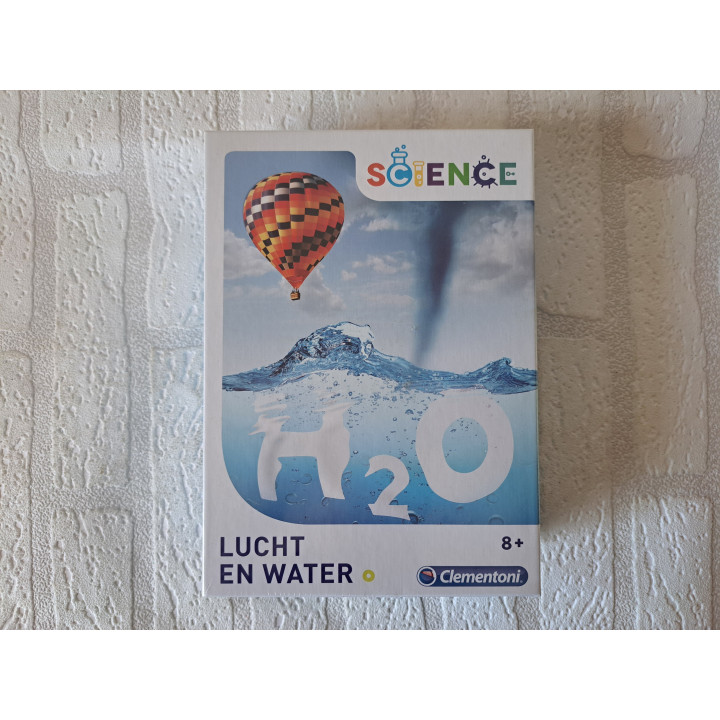 SCIENCE
H2O
LUCHT
EN WATER
8+
Clementoni